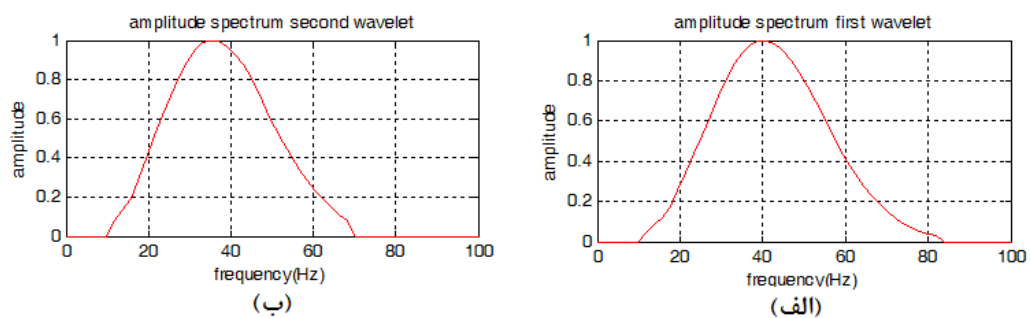 amplitude spectrum second wavelet
1
0.8
0.6
0.4
0.2
0
amplitude
0 20 40 60 80 100
frequency(Hz)
(ب)
amplitude spectrum first wavelet
1
0.8
0.6
0.4
0.2
0
amplitude
0 20 40 60 80 100
frequency(Hz)
(الف)